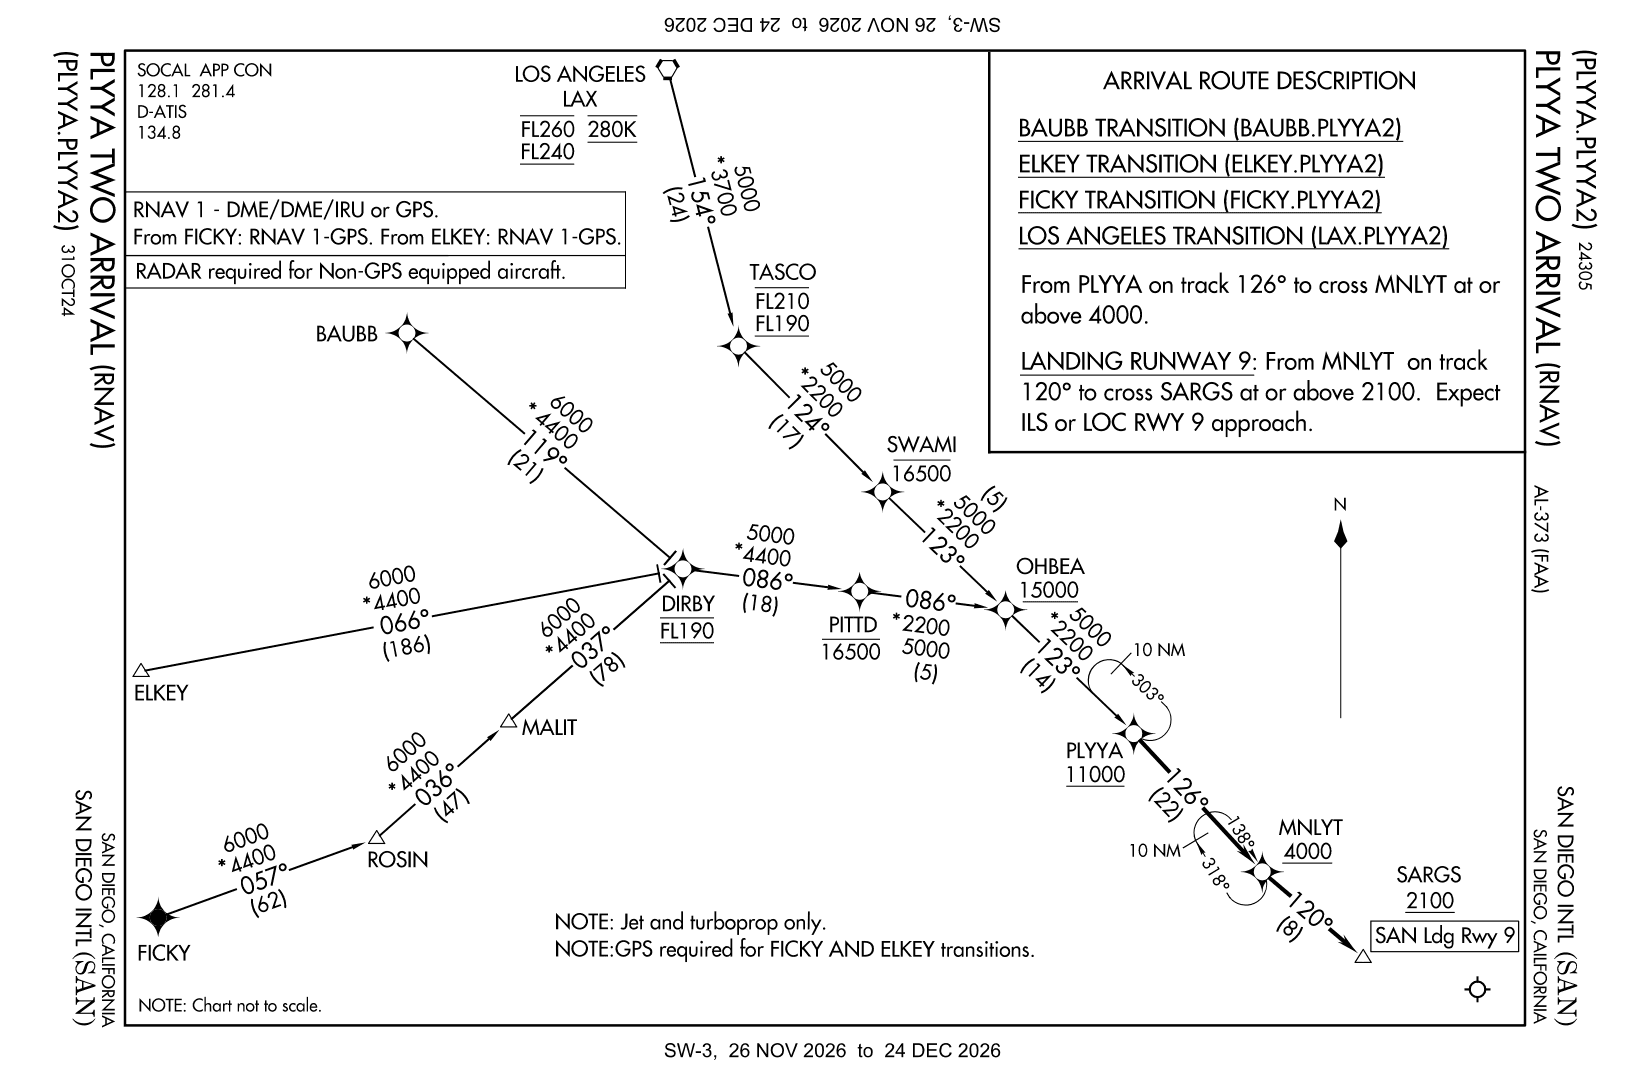 SW-3, 26 NOV 2026 to 24 DEC 2026
(PLYYA.PLYYA2) 31OCT24
PLYYA TWO ARRIVAL (RNAV)
SAN DIEGO INTL (SAN)
SAN DIEGO, CALIFORNIA
SOCAL APP CON
128.1 281.4
D-ATIS
134.8
RNAV 1 - DME/DME/IRU or GPS.
From FICKY: RNAV 1-GPS. From ELKEY: RNAV 1-GPS.
RADAR required for Non-GPS equipped aircraft.
LOS ANGELES
LAX
FL260 280K
FL240
5000
*3700
154°
(24)
TASCO
FL210
FL190
5000
*2200
124°
(17)
SWAMI
16500
(5)
5000
*2200
123°
OHBEA
15000
5000
*2200
123°
(14)
10 NM
303°
PLYYA
11000
126°
(22)
138°
10 NM
318°
MNLYT
4000
120°
(8)
SARGS
2100
SAN Ldg Rwy 9
BAUBB
6000
*4400
119°
(21)
DIRBY
FL190
5000
*4400
086°
(18)
PITTD
16500
086°
*2200
5000
(5)
6000
*4400
066°
(186)
ELKEY
6000
*4400
037°
(78)
MALIT
6000
*4400
036°
(47)
ROSIN
6000
*4400
057°
(62)
FICKY
NOTE: Jet and turboprop only.
NOTE:GPS required for FICKY AND ELKEY transitions.
NOTE: Chart not to scale.
ARRIVAL ROUTE DESCRIPTION
BAUBB TRANSITION (BAUBB.PLYYA2)
ELKEY TRANSITION (ELKEY.PLYYA2)
FICKY TRANSITION (FICKY.PLYYA2)
LOS ANGELES TRANSITION (LAX.PLYYA2)
From PLYYA on track 126° to cross MNLYT at or
above 4000.
LANDING RUNWAY 9: From MNLYT on track
120° to cross SARGS at or above 2100. Expect
ILS or LOC RWY 9 approach.
N
(PLYYA.PLYYA2) 24305
PLYYA TWO ARRIVAL (RNAV)
AL-373 (FAA)
SAN DIEGO INTL (SAN)
SAN DIEGO, CAILFORNIA
SW-3, 26 NOV 2026 to 24 DEC 2026